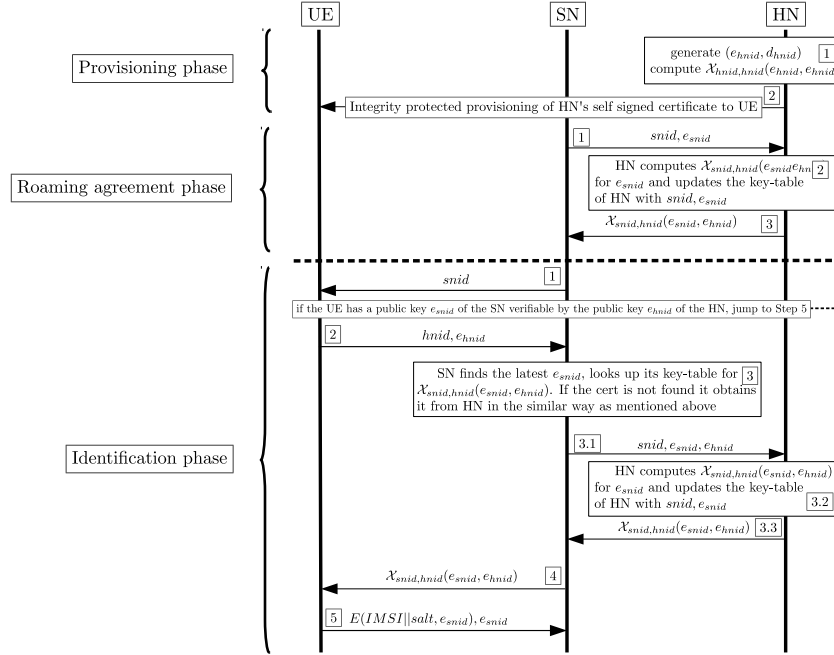 UE SN HN
Provisioning phase
generate (e_hnid, d_hnid) 1
compute 𝒳_hnid,hnid(e_hnid, e_hnid
2
Integrity protected provisioning of HN's self signed certificate to UE
1 snid, e_snid
Roaming agreement phase
HN computes 𝒳_snid,hnid(e_snid e_hn 2
for e_snid and updates the key-table
of HN with snid, e_snid
𝒳_snid,hnid(e_snid, e_hnid) 3
snid 1
if the UE has a public key e_snid of the SN verifiable by the public key e_hnid of the HN, jump to Step 5
2 hnid, e_hnid
SN finds the latest e_snid, looks up its key-table for 3
𝒳_snid,hnid(e_snid, e_hnid). If the cert is not found it obtains
it from HN in the similar way as mentioned above
Identification phase
3.1 snid, e_snid, e_hnid
HN computes 𝒳_snid,hnid(e_snid, e_hnid)
for e_snid and updates the key-table
of HN with snid, e_snid 3.2
𝒳_snid,hnid(e_snid, e_hnid) 3.3
𝒳_snid,hnid(e_snid, e_hnid) 4
5 E(IMSI||salt, e_snid), e_snid